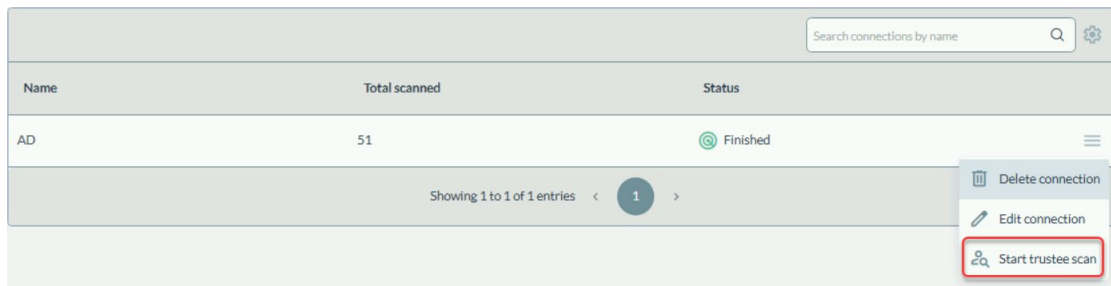 Search connections by name
Name Total scanned Status
AD 51 Finished
Delete connection
Showing 1 to 1 of 1 entries < 1 >
Edit connection
Start trustee scan